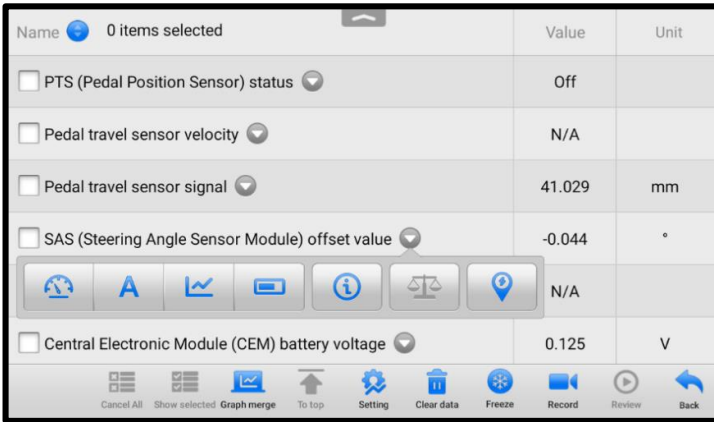 Name 0 items selected Value Unit
PTS (Pedal Position Sensor) status Off
Pedal travel sensor velocity N/A
Pedal travel sensor signal 41.029 mm
SAS (Steering Angle Sensor Module) offset value -0.044 °
A N/A
Central Electronic Module (CEM) battery voltage 0.125 V
Cancel All Show selected Graph merge To top Setting Clear data Freeze Record Review Back